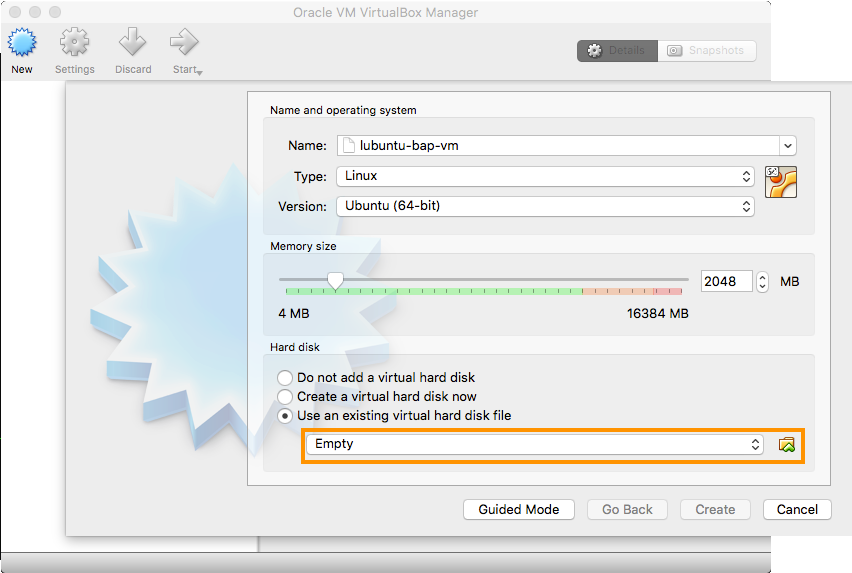 Oracle VM VirtualBox Manager
New Settings Discard Start
Details Snapshots
Name and operating system
Name: lubuntu-bap-vm
Type: Linux
Version: Ubuntu (64-bit)
Memory size
2048 MB
4 MB 16384 MB
Hard disk
Do not add a virtual hard disk
Create a virtual hard disk now
Use an existing virtual hard disk file
Empty
Guided Mode Go Back Create Cancel